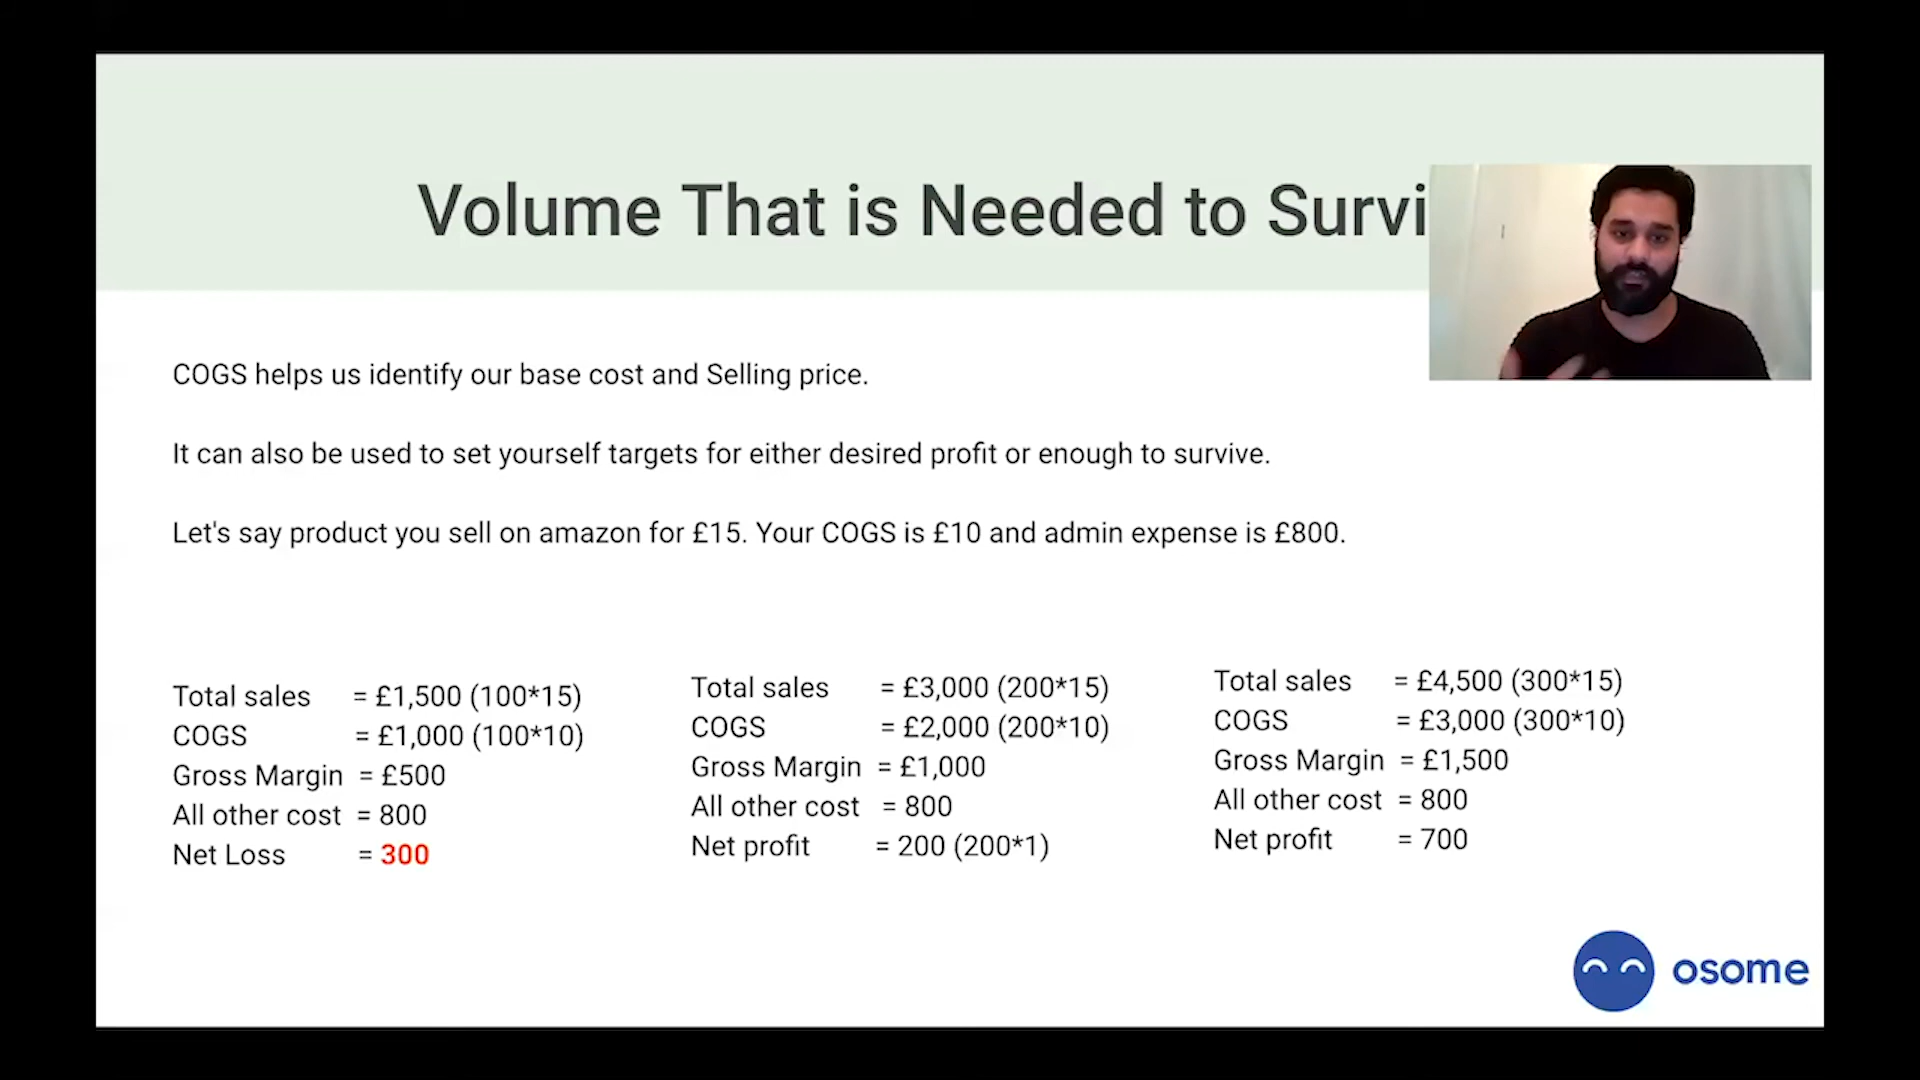 Volume That is Needed to Survi
COGS helps us identify our base cost and Selling price.
It can also be used to set yourself targets for either desired profit or enough to survive.
Let's say product you sell on amazon for £15. Your COGS is £10 and admin expense is £800.
Total sales = £1,500 (100*15)
COGS = £1,000 (100*10)
Gross Margin = £500
All other cost = 800
Net Loss = 300
Total sales = £3,000 (200*15)
COGS = £2,000 (200*10)
Gross Margin = £1,000
All other cost = 800
Net profit = 200 (200*1)
Total sales = £4,500 (300*15)
COGS = £3,000 (300*10)
Gross Margin = £1,500
All other cost = 800
Net profit = 700
osome